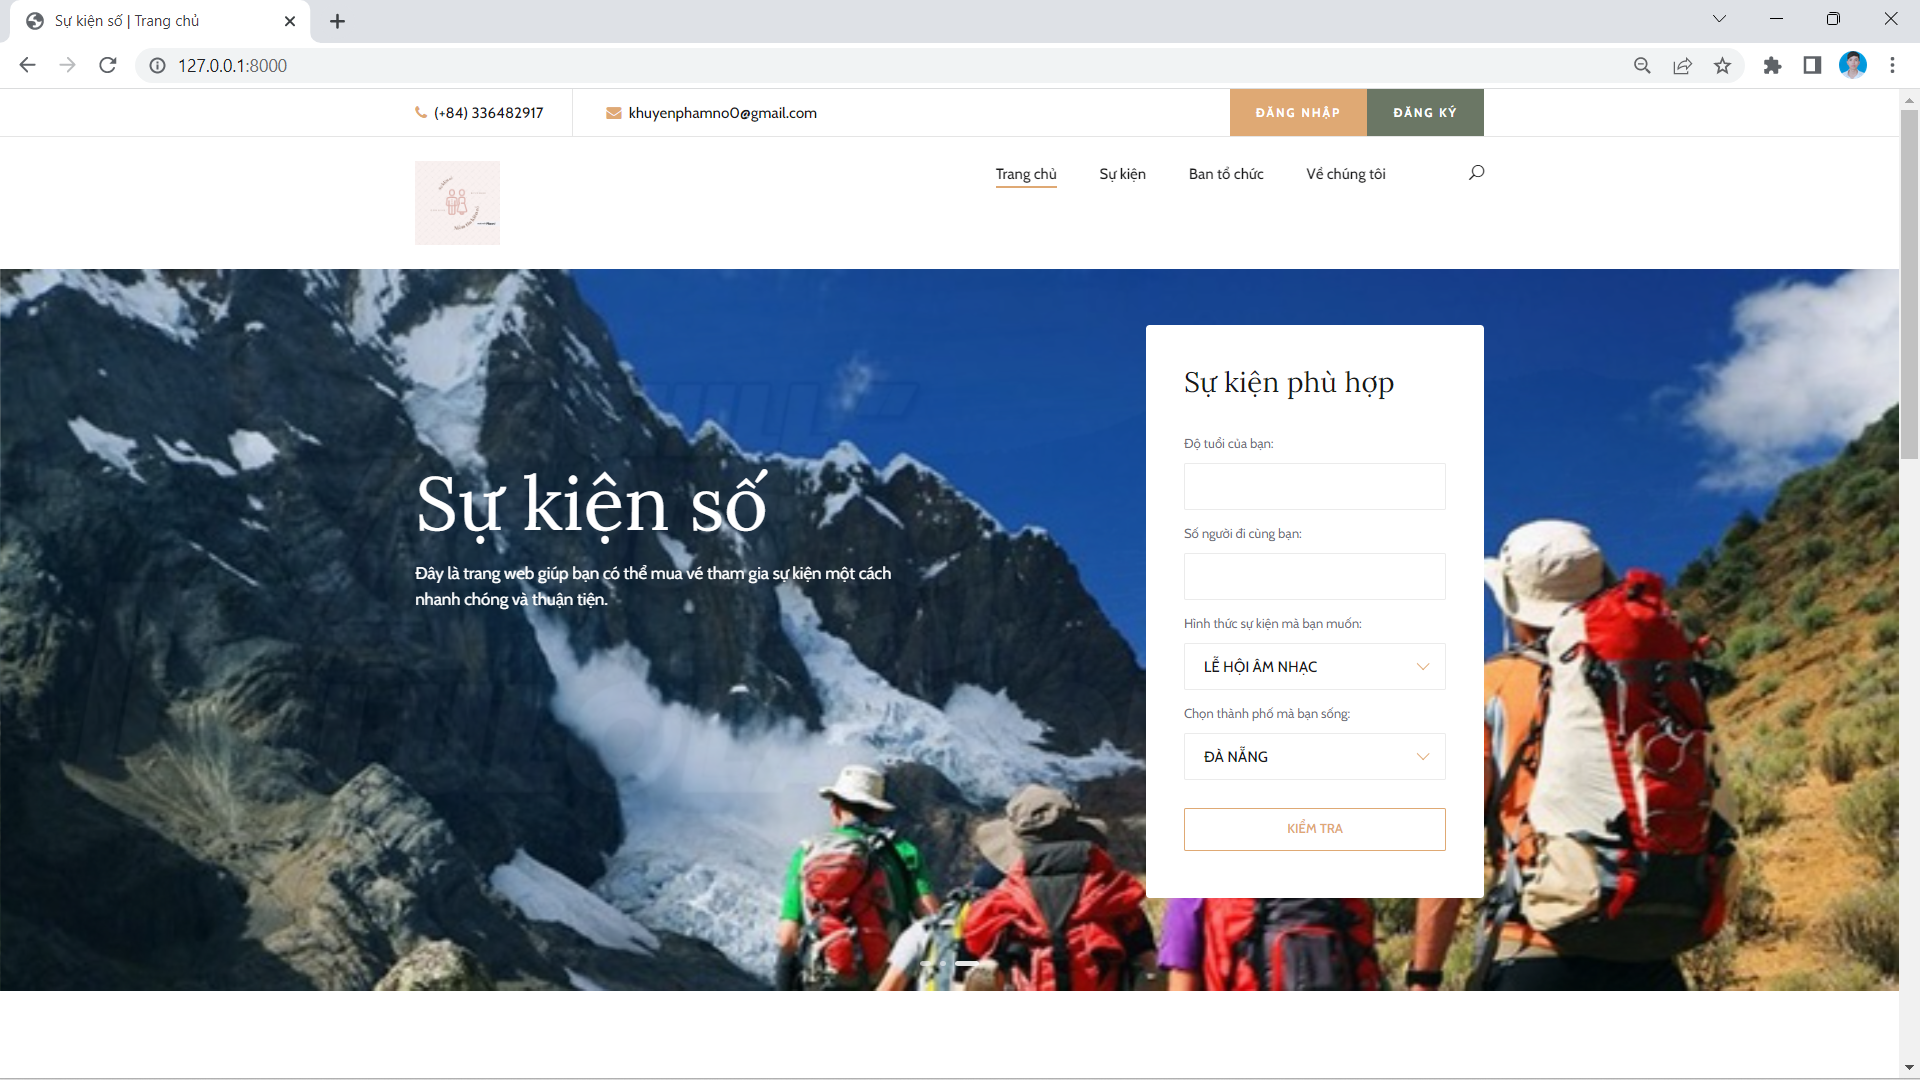 Sự kiện số | Trang chủ
127.0.0.1:8000
(+84) 336482917
khuyenphamno0@gmail.com
ĐĂNG NHẬP
ĐĂNG KÝ
Trang chủ
Sự kiện
Ban tổ chức
Về chúng tôi
Sự kiện số
Đây là trang web giúp bạn có thể mua vé tham gia sự kiện một cách
nhanh chóng và thuận tiện.
Sự kiện phù hợp
Độ tuổi của bạn:
Số người đi cùng bạn:
Hình thức sự kiện mà bạn muốn:
LỄ HỘI ÂM NHẠC
Chọn thành phố mà bạn sống:
ĐÀ NẴNG
KIỂM TRA